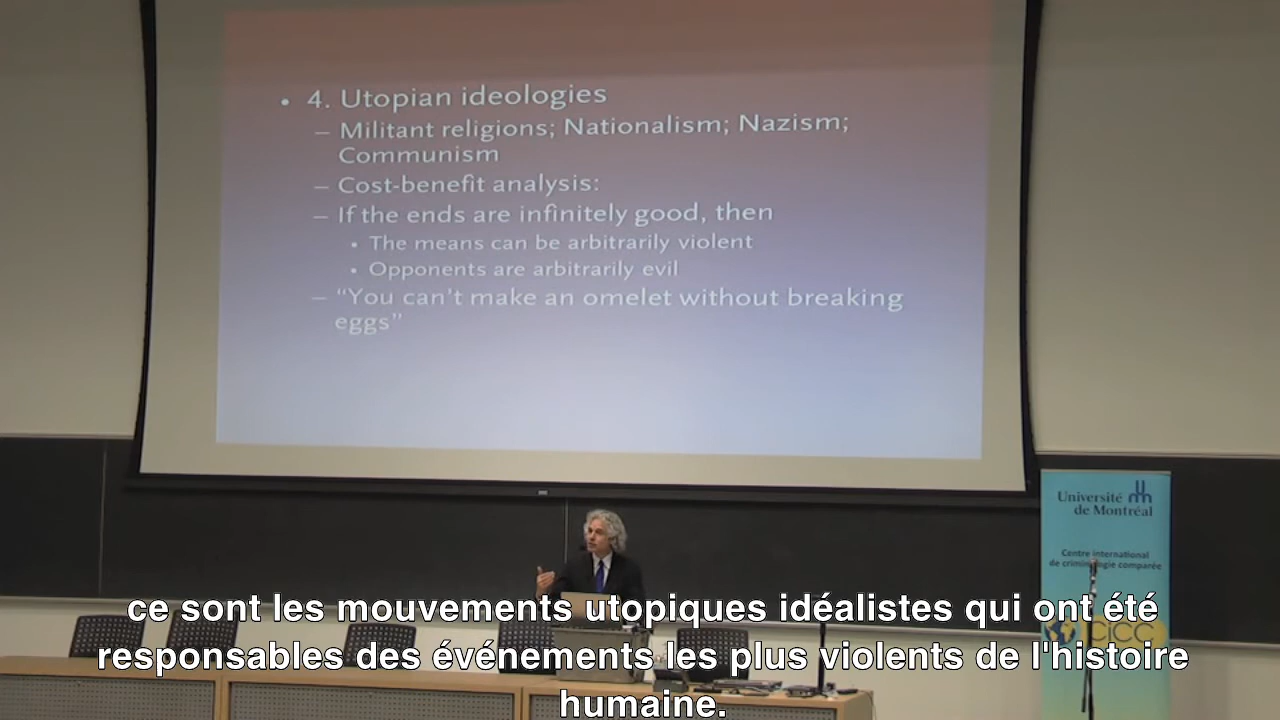 • 4. Utopian ideologies
– Militant religions; Nationalism; Nazism;
Communism
– Cost-benefit analysis:
– If the ends are infinitely good, then
• The means can be arbitrarily violent
• Opponents are arbitrarily evil
– “You can’t make an omelet without breaking
eggs”
Université
de Montréal
Centre international
de criminologie comparée
CICC
ce sont les mouvements utopiques idéalistes qui ont été
responsables des événements les plus violents de l'histoire
humaine.